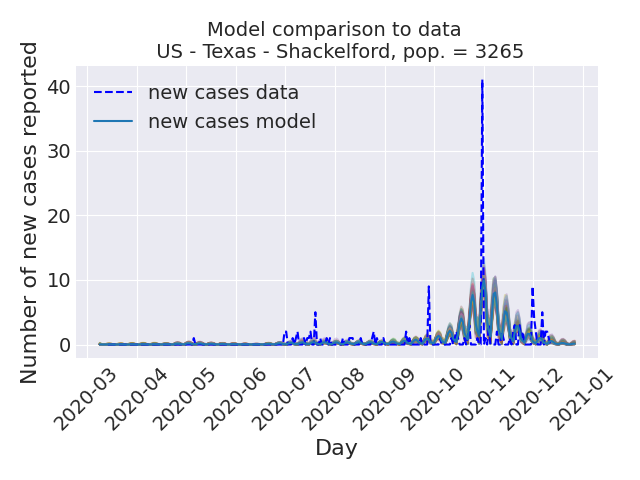 Model comparison to data
US - Texas - Shackelford, pop. = 3265
Number of new cases reported
40
30
20
10
0
new cases data
new cases model
2020-03
2020-04
2020-05
2020-06
2020-07
2020-08
2020-09
2020-10
2020-11
2020-12
2021-01
Day